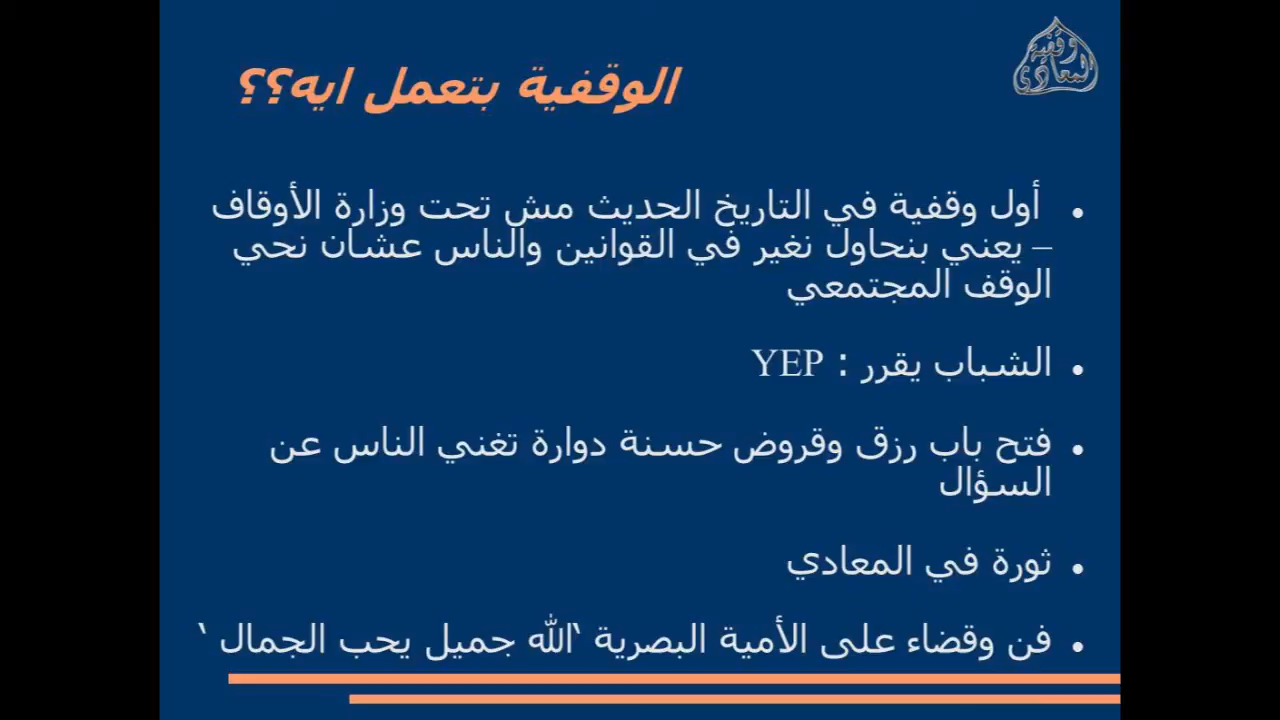 وقفية
المعادي
الوقفية بتعمل ايه؟؟
• أول وقفية في التاريخ الحديث مش تحت وزارة الأوقاف
– يعني بنحاول نغير في القوانين والناس عشان نحي
الوقف المجتمعي
• الشباب يقرر : YEP
• فتح باب رزق وقروض حسنة دوارة تغني الناس عن
السؤال
• ثورة في المعادي
• فن وقضاء على الأمية البصرية ‘الله جميل يحب الجمال ‘